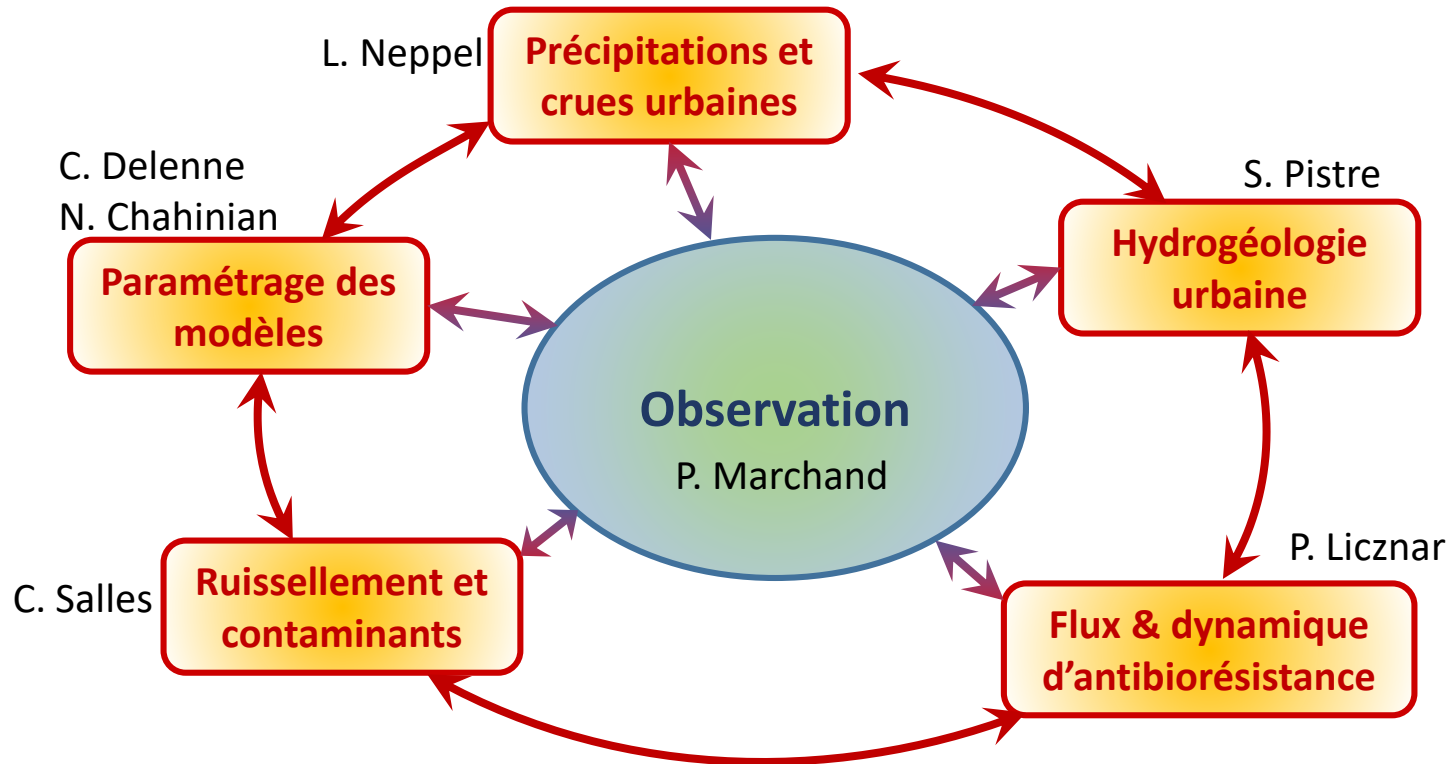 L. Neppel
Précipitations et
crues urbaines
C. Delenne
N. Chahinian
S. Pistre
Paramétrage des
modèles
Hydrogéologie
urbaine
Observation
P. Marchand
C. Salles
Ruissellement et
contaminants
P. Licznar
Flux & dynamique
d’antibiorésistance